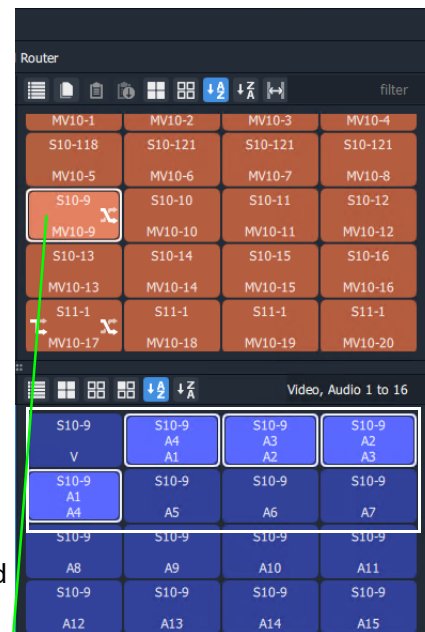 Router
filter
MV10-1 MV10-2 MV10-3 MV10-4
S10-118 S10-121 S10-121 S10-121
MV10-5 MV10-6 MV10-7 MV10-8
S10-9 S10-10 S10-11 S10-12
MV10-9 MV10-10 MV10-11 MV10-12
S10-13 S10-14 S10-15 S10-16
MV10-13 MV10-14 MV10-15 MV10-16
S11-1 S11-1 S11-1 S11-1
MV10-17 MV10-18 MV10-19 MV10-20
Video, Audio 1 to 16
S10-9 S10-9 S10-9 S10-9
A4 A3 A2
V A1 A2 A3
S10-9 S10-9 S10-9 S10-9
A1
A4 A5 A6 A7
S10-9 S10-9 S10-9 S10-9
A8 A9 A10 A11
S10-9 S10-9 S10-9 S10-9
A12 A13 A14 A15